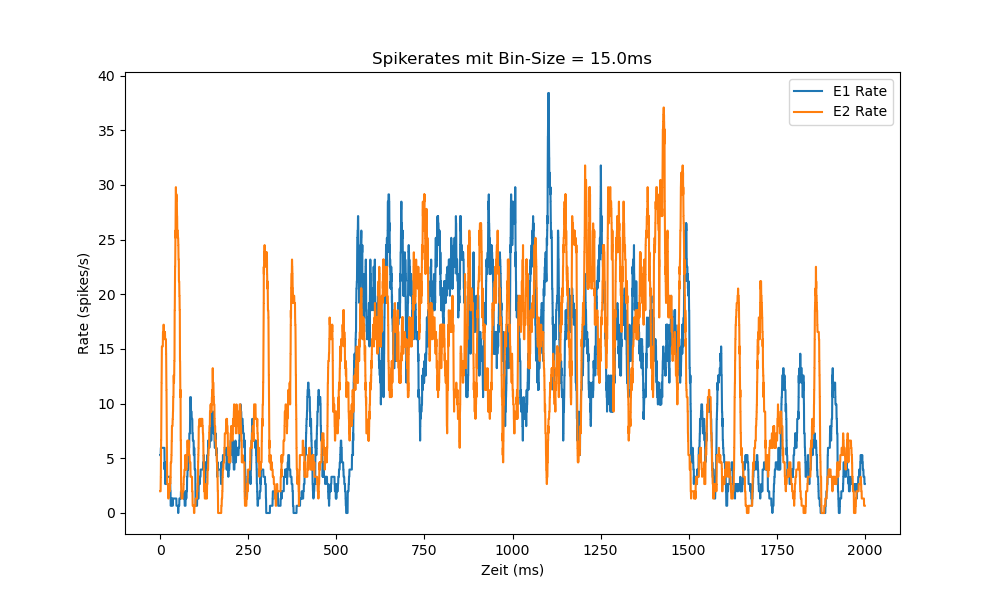 Spikerates mit Bin-Size = 15.0ms
E1 Rate
E2 Rate
Rate (spikes/s)
40
35
30
25
20
15
10
5
0
0 250 500 750 1000 1250 1500 1750 2000
Zeit (ms)